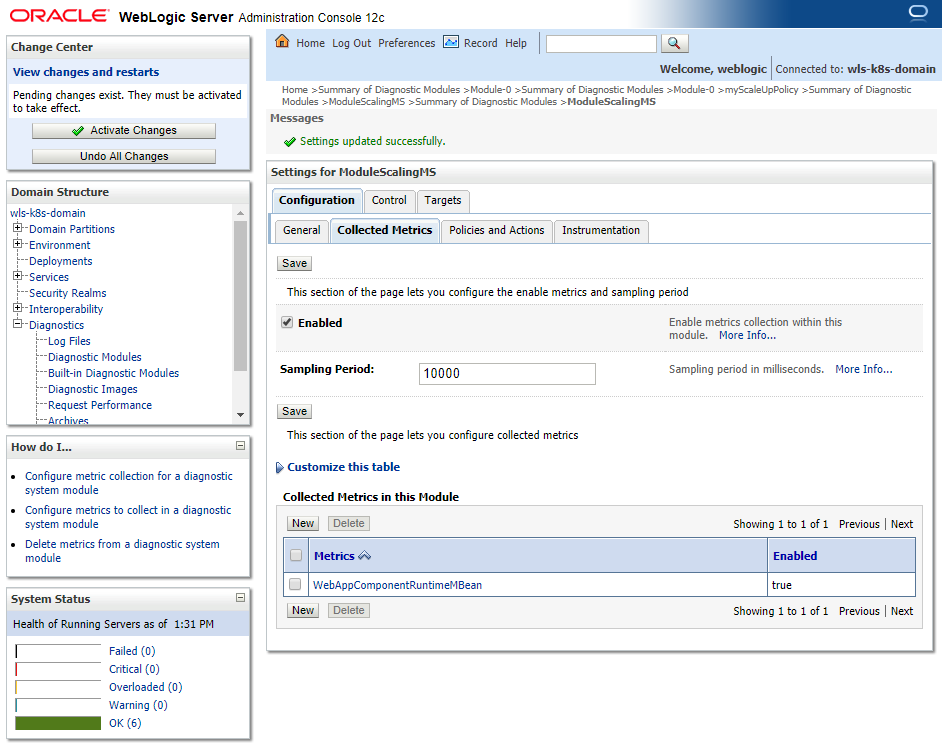 ORACLE® WebLogic Server Administration Console 12c
Change Center
View changes and restarts
Pending changes exist. They must be activated
to take effect.
Activate Changes
Undo All Changes
Domain Structure
wls-k8s-domain
Domain Partitions
Environment
Deployments
Services
Security Realms
Interoperability
Diagnostics
Log Files
Diagnostic Modules
Built-in Diagnostic Modules
Diagnostic Images
Request Performance
Archives
How do I...
Configure metric collection for a diagnostic
system module
Configure metrics to collect in a diagnostic
system module
Delete metrics from a diagnostic system
module
System Status
Health of Running Servers as of 1:31 PM
Failed (0)
Critical (0)
Overloaded (0)
Warning (0)
OK (6)
Home Log Out Preferences Record Help
Welcome, weblogic Connected to: wls-k8s-domain
Home >Summary of Diagnostic Modules >Module-0 >Summary of Diagnostic Modules >Module-0 >myScaleUpPolicy >Summary of Diagnostic
Modules >ModuleScalingMS >Summary of Diagnostic Modules >ModuleScalingMS
Messages
Settings updated successfully.
Settings for ModuleScalingMS
Configuration Control Targets
General Collected Metrics Policies and Actions Instrumentation
Save
This section of the page lets you configure the enable metrics and sampling period
Enabled
Enable metrics collection within this
module. More Info...
Sampling Period: 10000 Sampling period in milliseconds. More Info...
Save
This section of the page lets you configure collected metrics
Customize this table
Collected Metrics in this Module
New Delete Showing 1 to 1 of 1 Previous | Next
Metrics Enabled
WebAppComponentRuntimeMBean true
New Delete Showing 1 to 1 of 1 Previous | Next